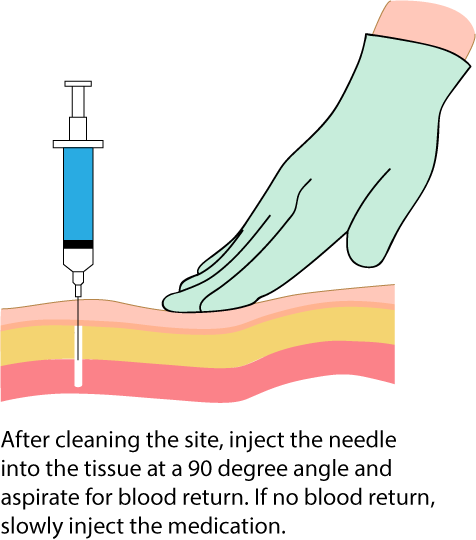 After cleaning the site, inject the needle
into the tissue at a 90 degree angle and
aspirate for blood return. If no blood return,
slowly inject the medication.